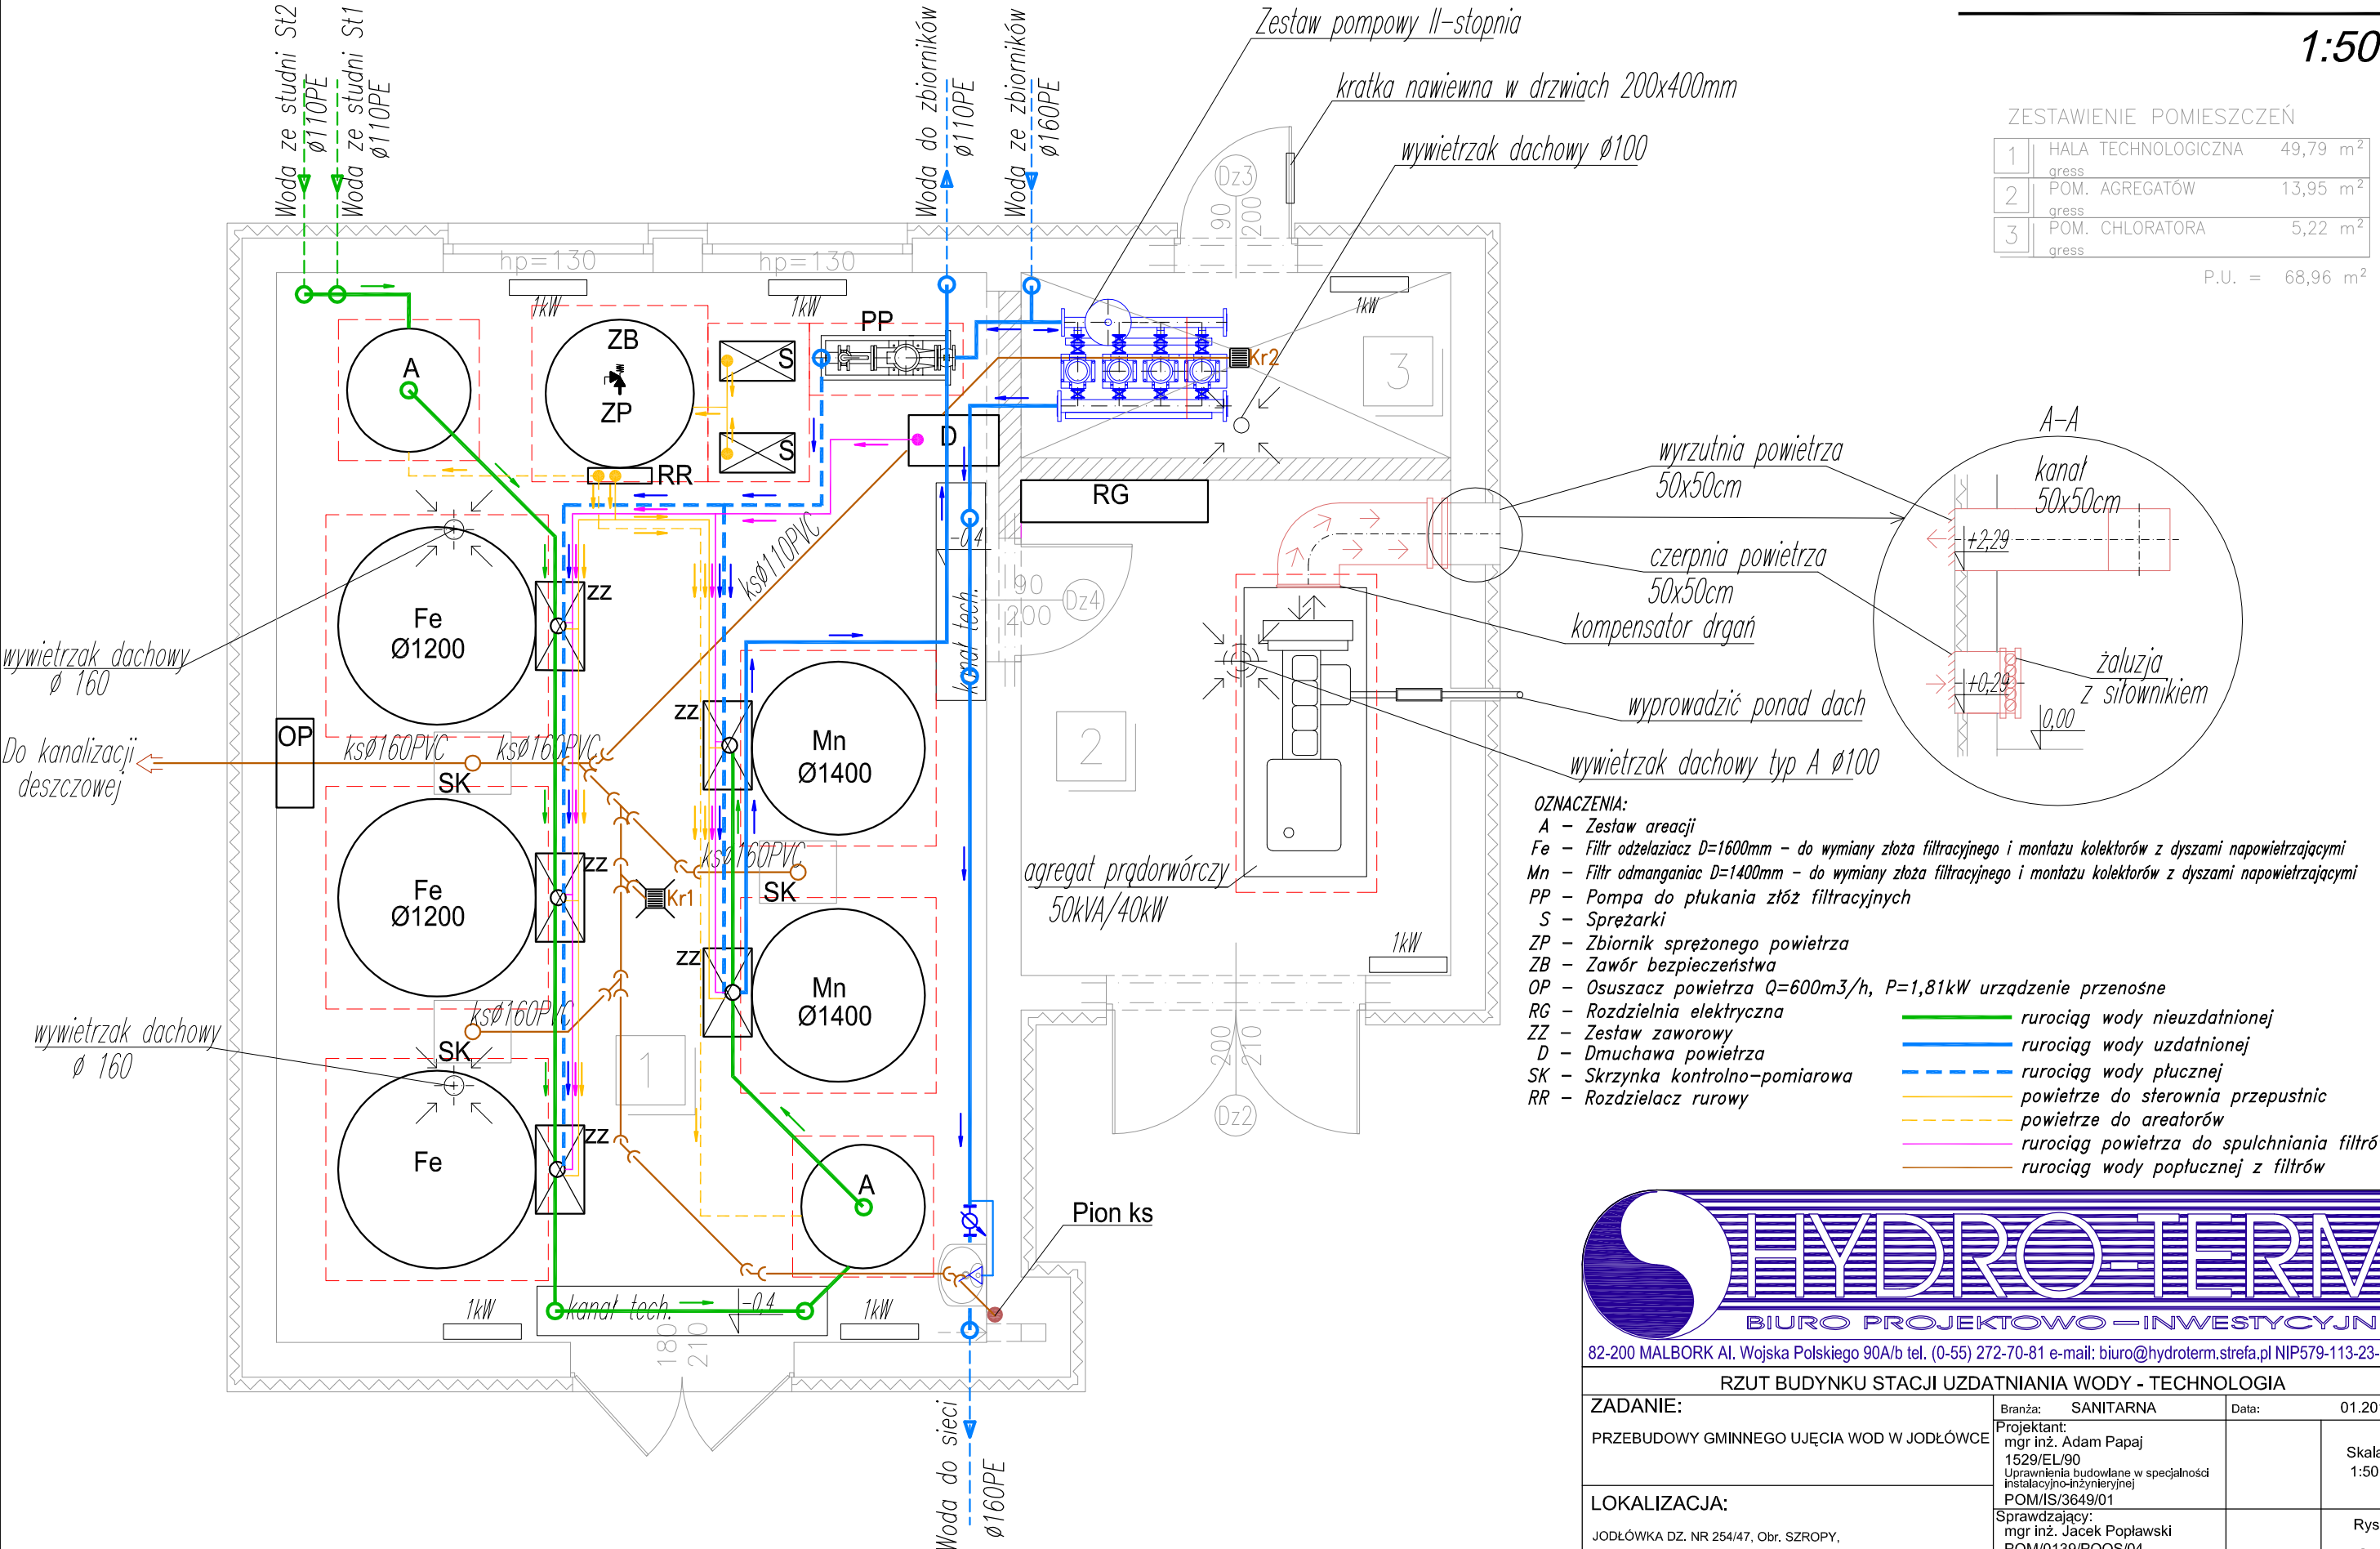 Woda ze studni St2
ø110PE
Woda ze studni St1
ø110PE
Woda do zbiorników
ø110PE
Woda ze zbiorników
ø160PE
Zestaw pompowy II-stopnia
kratka nawiewna w drzwiach 200x400mm
wywietrzak dachowy ø100
1:50
ZESTAWIENIE POMIESZCZEŃ
1 HALA TECHNOLOGICZNA 49,79 m²
gress
2 POM. AGREGATÓW 13,95 m²
gress
3 POM. CHLORATORA 5,22 m²
gress
P.U. = 68,96 m²
hp=130
hp=130
1kW
1kW
1kW
Dz3
90
200
A
ZB
ZP
S
S
PP
Kr2
3
D
RR
RG
-0,4
kanał tech.
90
200
Dz4
ksø110PVC
Fe
Ø1200
ZZ
wywietrzak dachowy
ø 160
OP
Do kanalizacji
deszczowej
ksø160PVC
ksø160PVC
SK
ZZ
Mn
Ø1400
2
Fe
Ø1200
ZZ
Kr1
ksø160PVC
SK
ZZ
Mn
Ø1400
wywietrzak dachowy
ø 160
ksø160PVC
SK
1
Fe
ZZ
A
Pion ks
1kW
kanał tech.
-0,4
1kW
180
210
Woda do sieci
ø160PE
wyrzutnia powietrza
50x50cm
czerpnia powietrza
50x50cm
kompensator drgań
wyprowadzić ponad dach
wywietrzak dachowy typ A ø100
agregat prądorwórczy
50kVA/40kW
1kW
200
210
Dz2
A-A
kanał
50x50cm
+2,29
+0,29
żaluzja
z siłownikiem
0,00
OZNACZENIA:
A – Zestaw areacji
Fe – Filtr odżelaziacz D=1600mm – do wymiany złoża filtracyjnego i montażu kolektorów z dyszami napowietrzającymi
Mn – Filtr odmanganiac D=1400mm – do wymiany złoża filtracyjnego i montażu kolektorów z dyszami napowietrzającymi
PP – Pompa do płukania złóż filtracyjnych
S – Sprężarki
ZP – Zbiornik sprężonego powietrza
ZB – Zawór bezpieczeństwa
OP – Osuszacz powietrza Q=600m3/h, P=1,81kW urządzenie przenośne
RG – Rozdzielnia elektryczna
ZZ – Zestaw zaworowy
D – Dmuchawa powietrza
SK – Skrzynka kontrolno-pomiarowa
RR – Rozdzielacz rurowy
rurociąg wody nieuzdatnionej
rurociąg wody uzdatnionej
rurociąg wody płucznej
powietrze do sterownia przepustnic
powietrze do areatorów
rurociąg powietrza do spulchniania filtró
rurociąg wody popłucznej z filtrów
HYDRO-TERM
BIURO PROJEKTOWO-INWESTYCYJN
82-200 MALBORK Al. Wojska Polskiego 90A/b tel. (0-55) 272-70-81 e-mail: biuro@hydroterm.strefa.pl NIP579-113-23-
RZUT BUDYNKU STACJI UZDATNIANIA WODY - TECHNOLOGIA
ZADANIE:
PRZEBUDOWY GMINNEGO UJĘCIA WOD W JODŁÓWCE
Branża: SANITARNA
Data: 01.20
Projektant:
mgr inż. Adam Papaj
1529/EL/90
Uprawnienia budowlane w specjalności
instalacyjno-inżynieryjnej
POM/IS/3649/01
Skala
1:50
LOKALIZACJA:
JODŁÓWKA DZ. NR 254/47, Obr. SZROPY,
Sprawdzający:
mgr inż. Jacek Popławski
POM/0139/POOS/04
Rys